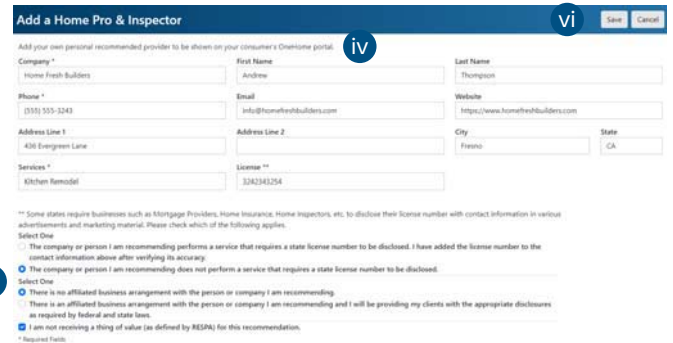 Add a Home Pro & Inspector vi Save Cancel
Add your own personal recommended provider to be shown on your consumer's OneHome portal. iv
Company * First Name Last Name
Home Fresh Builders Andrew Thompson
Phone * Email Website
(555) 555-3243 info@homefreshbuilders.com https://www.homefreshbuilders.com
Address Line 1 Address Line 2 City State
436 Evergreen Lane Fresno CA
Services * License **
Kitchen Remodel 3242343254
** Some states require businesses such as Mortgage Providers, Home Insurance, Home Inspectors, etc. to disclose their license number with contact information in various
advertisements and marketing material. Please check which of the following applies.
Select One
The company or person I am recommending performs a service that requires a state license number to be disclosed. I have added the license number to the
contact information above after verifying its accuracy.
The company or person I am recommending does not perform a service that requires a state license number to be disclosed.
Select One
There is no affiliated business arrangement with the person or company I am recommending.
There is an affiliated business arrangement with the person or company I am recommending and I will be providing my clients with the appropriate disclosures
as required by federal and state laws.
I am not receiving a thing of value (as defined by RESPA) for this recommendation.
* Required Fields